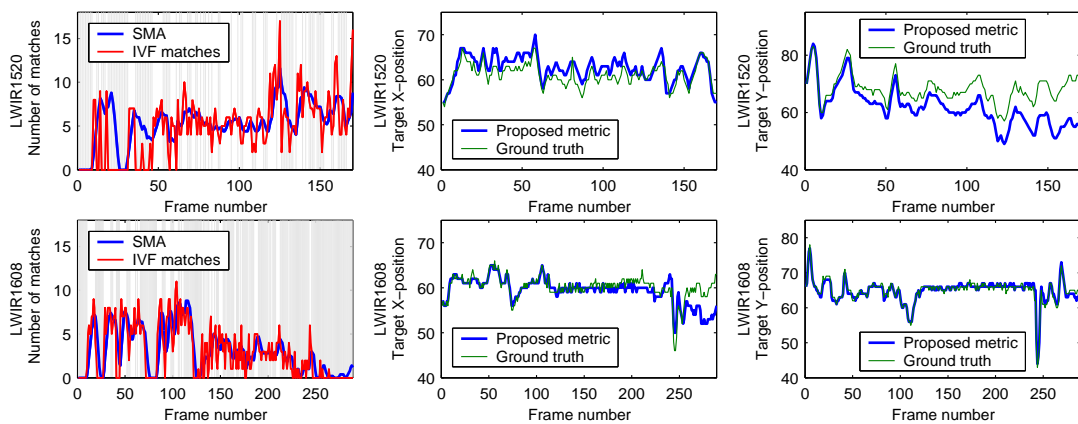 LWIR1520
Number of matches
15
10
5
0
0 50 100 150
Frame number
SMA
IVF matches
LWIR1520
Target X−position
70
60
50
40
0 50 100 150
Frame number
Proposed metric
Ground truth
LWIR1520
Target Y−position
80
60
40
0 50 100 150
Frame number
Proposed metric
Ground truth
LWIR1608
Number of matches
15
10
5
0
0 50 100 150 200 250
Frame number
SMA
IVF matches
LWIR1608
Target X−position
70
60
50
40
0 50 100 150 200 250
Frame number
Proposed metric
Ground truth
LWIR1608
Target Y−position
80
60
40
0 50 100 150 200 250
Frame number
Proposed metric
Ground truth